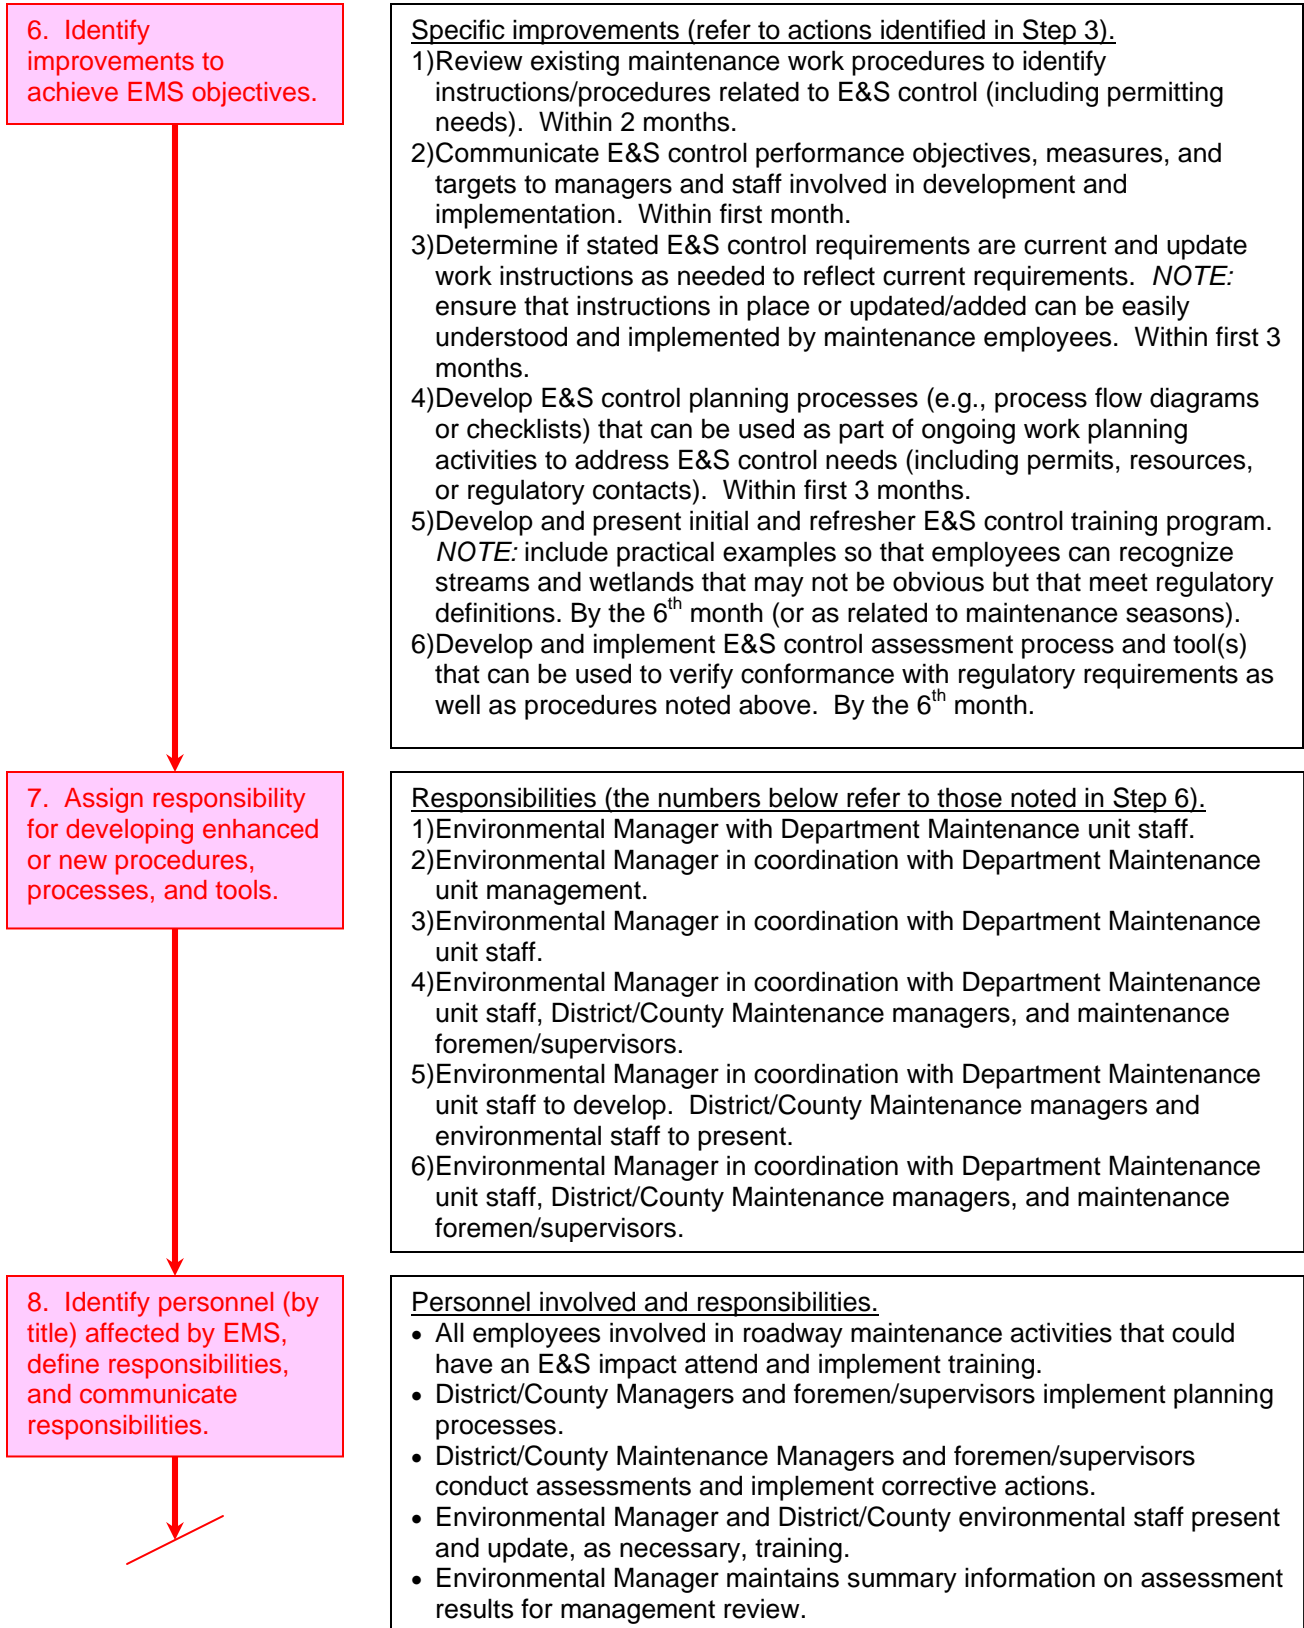 6. Identify
improvements to
achieve EMS objectives.
Specific improvements (refer to actions identified in Step 3).
1)Review existing maintenance work procedures to identify
instructions/procedures related to E&S control (including permitting
needs). Within 2 months.
2)Communicate E&S control performance objectives, measures, and
targets to managers and staff involved in development and
implementation. Within first month.
3)Determine if stated E&S control requirements are current and update
work instructions as needed to reflect current requirements. NOTE:
ensure that instructions in place or updated/added can be easily
understood and implemented by maintenance employees. Within first 3
months.
4)Develop E&S control planning processes (e.g., process flow diagrams
or checklists) that can be used as part of ongoing work planning
activities to address E&S control needs (including permits, resources,
or regulatory contacts). Within first 3 months.
5)Develop and present initial and refresher E&S control training program.
NOTE: include practical examples so that employees can recognize
streams and wetlands that may not be obvious but that meet regulatory
definitions. By the 6th month (or as related to maintenance seasons).
6)Develop and implement E&S control assessment process and tool(s)
that can be used to verify conformance with regulatory requirements as
well as procedures noted above. By the 6th month.
7. Assign responsibility
for developing enhanced
or new procedures,
processes, and tools.
Responsibilities (the numbers below refer to those noted in Step 6).
1)Environmental Manager with Department Maintenance unit staff.
2)Environmental Manager in coordination with Department Maintenance
unit management.
3)Environmental Manager in coordination with Department Maintenance
unit staff.
4)Environmental Manager in coordination with Department Maintenance
unit staff, District/County Maintenance managers, and maintenance
foremen/supervisors.
5)Environmental Manager in coordination with Department Maintenance
unit staff to develop. District/County Maintenance managers and
environmental staff to present.
6)Environmental Manager in coordination with Department Maintenance
unit staff, District/County Maintenance managers, and maintenance
foremen/supervisors.
8. Identify personnel (by
title) affected by EMS,
define responsibilities,
and communicate
responsibilities.
Personnel involved and responsibilities.
• All employees involved in roadway maintenance activities that could
have an E&S impact attend and implement training.
• District/County Managers and foremen/supervisors implement planning
processes.
• District/County Maintenance Managers and foremen/supervisors
conduct assessments and implement corrective actions.
• Environmental Manager and District/County environmental staff present
and update, as necessary, training.
• Environmental Manager maintains summary information on assessment
results for management review.